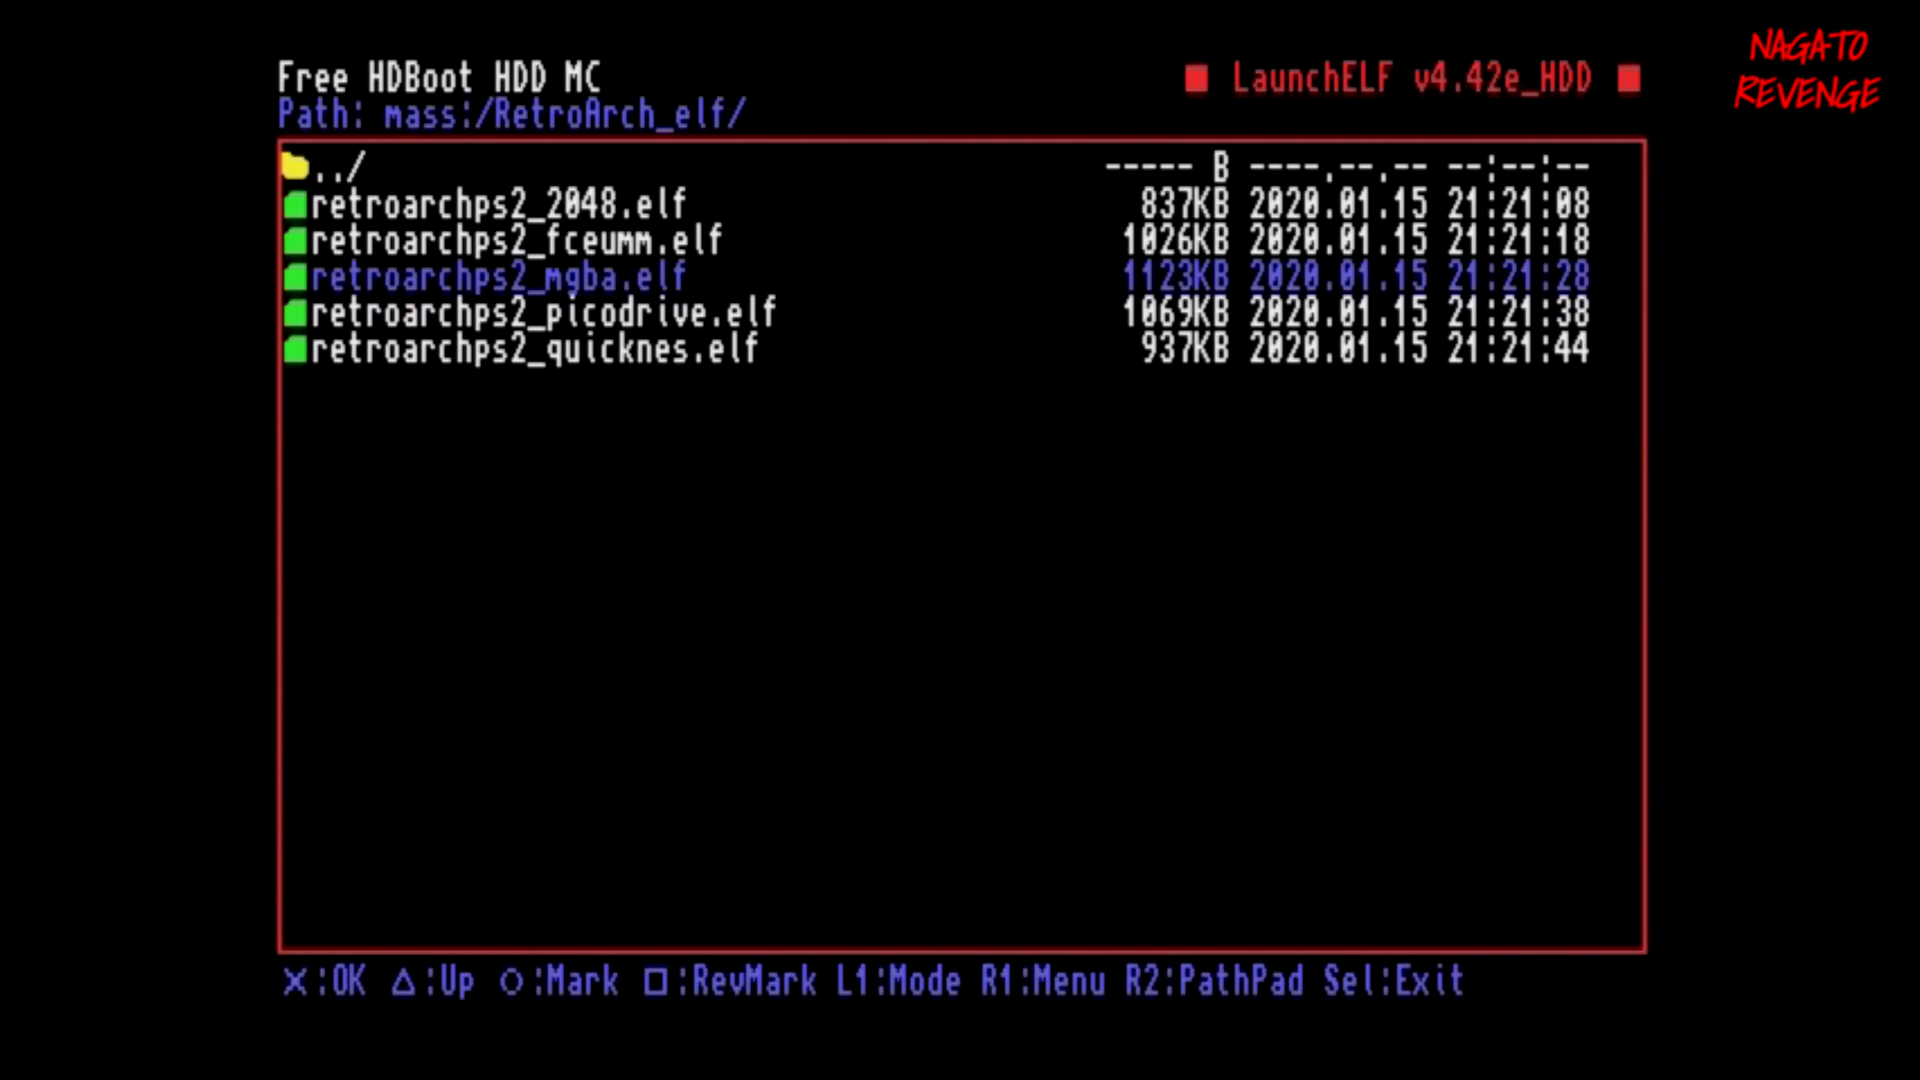 Free HDBoot HDD MC
■ LaunchELF v4.42e_HDD ■
NAGATO
REVENGE
Path: mass:/RetroArch_elf/
../ ----- B ----.--.-- --:--:--
retroarchps2_2048.elf 837KB 2020.01.15 21:21:08
retroarchps2_fceumm.elf 1026KB 2020.01.15 21:21:18
retroarchps2_mgba.elf 1123KB 2020.01.15 21:21:28
retroarchps2_picodrive.elf 1069KB 2020.01.15 21:21:38
retroarchps2_quicknes.elf 937KB 2020.01.15 21:21:44
×:OK △:Up ○:Mark □:RevMark L1:Mode R1:Menu R2:PathPad Sel:Exit